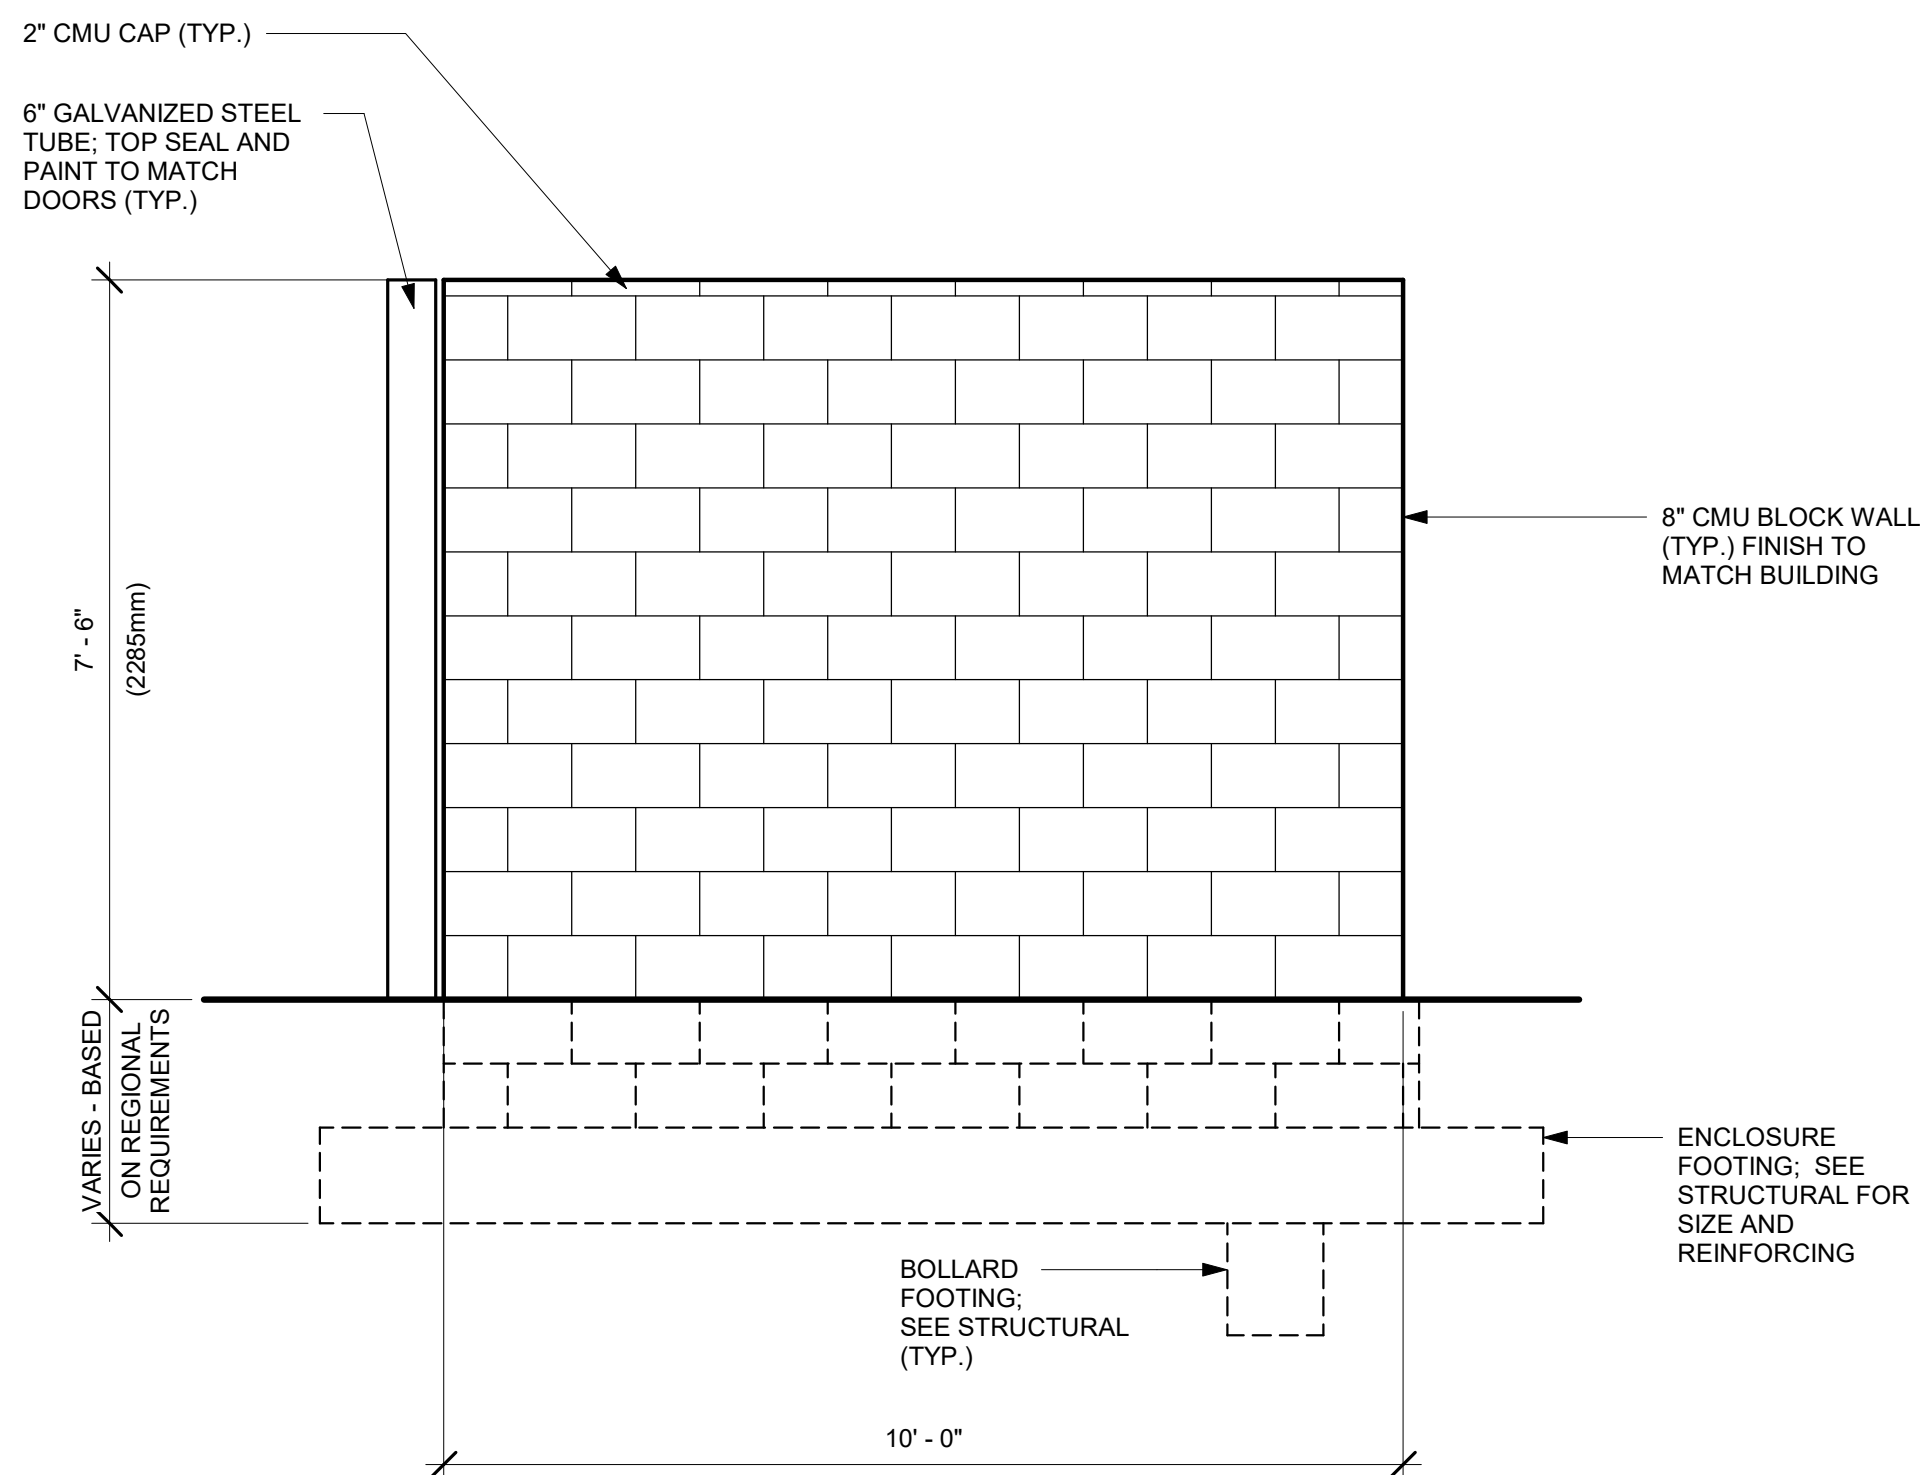 2" CMU CAP (TYP.)
6" GALVANIZED STEEL
TUBE; TOP SEAL AND
PAINT TO MATCH
DOORS (TYP.)
7' - 6"
(2285mm)
8" CMU BLOCK WALL
(TYP.) FINISH TO
MATCH BUILDING
VARIES - BASED
ON REGIONAL
REQUIREMENTS
ENCLOSURE
FOOTING; SEE
STRUCTURAL FOR
SIZE AND
REINFORCING
BOLLARD
FOOTING;
SEE STRUCTURAL
(TYP.)
10' - 0"